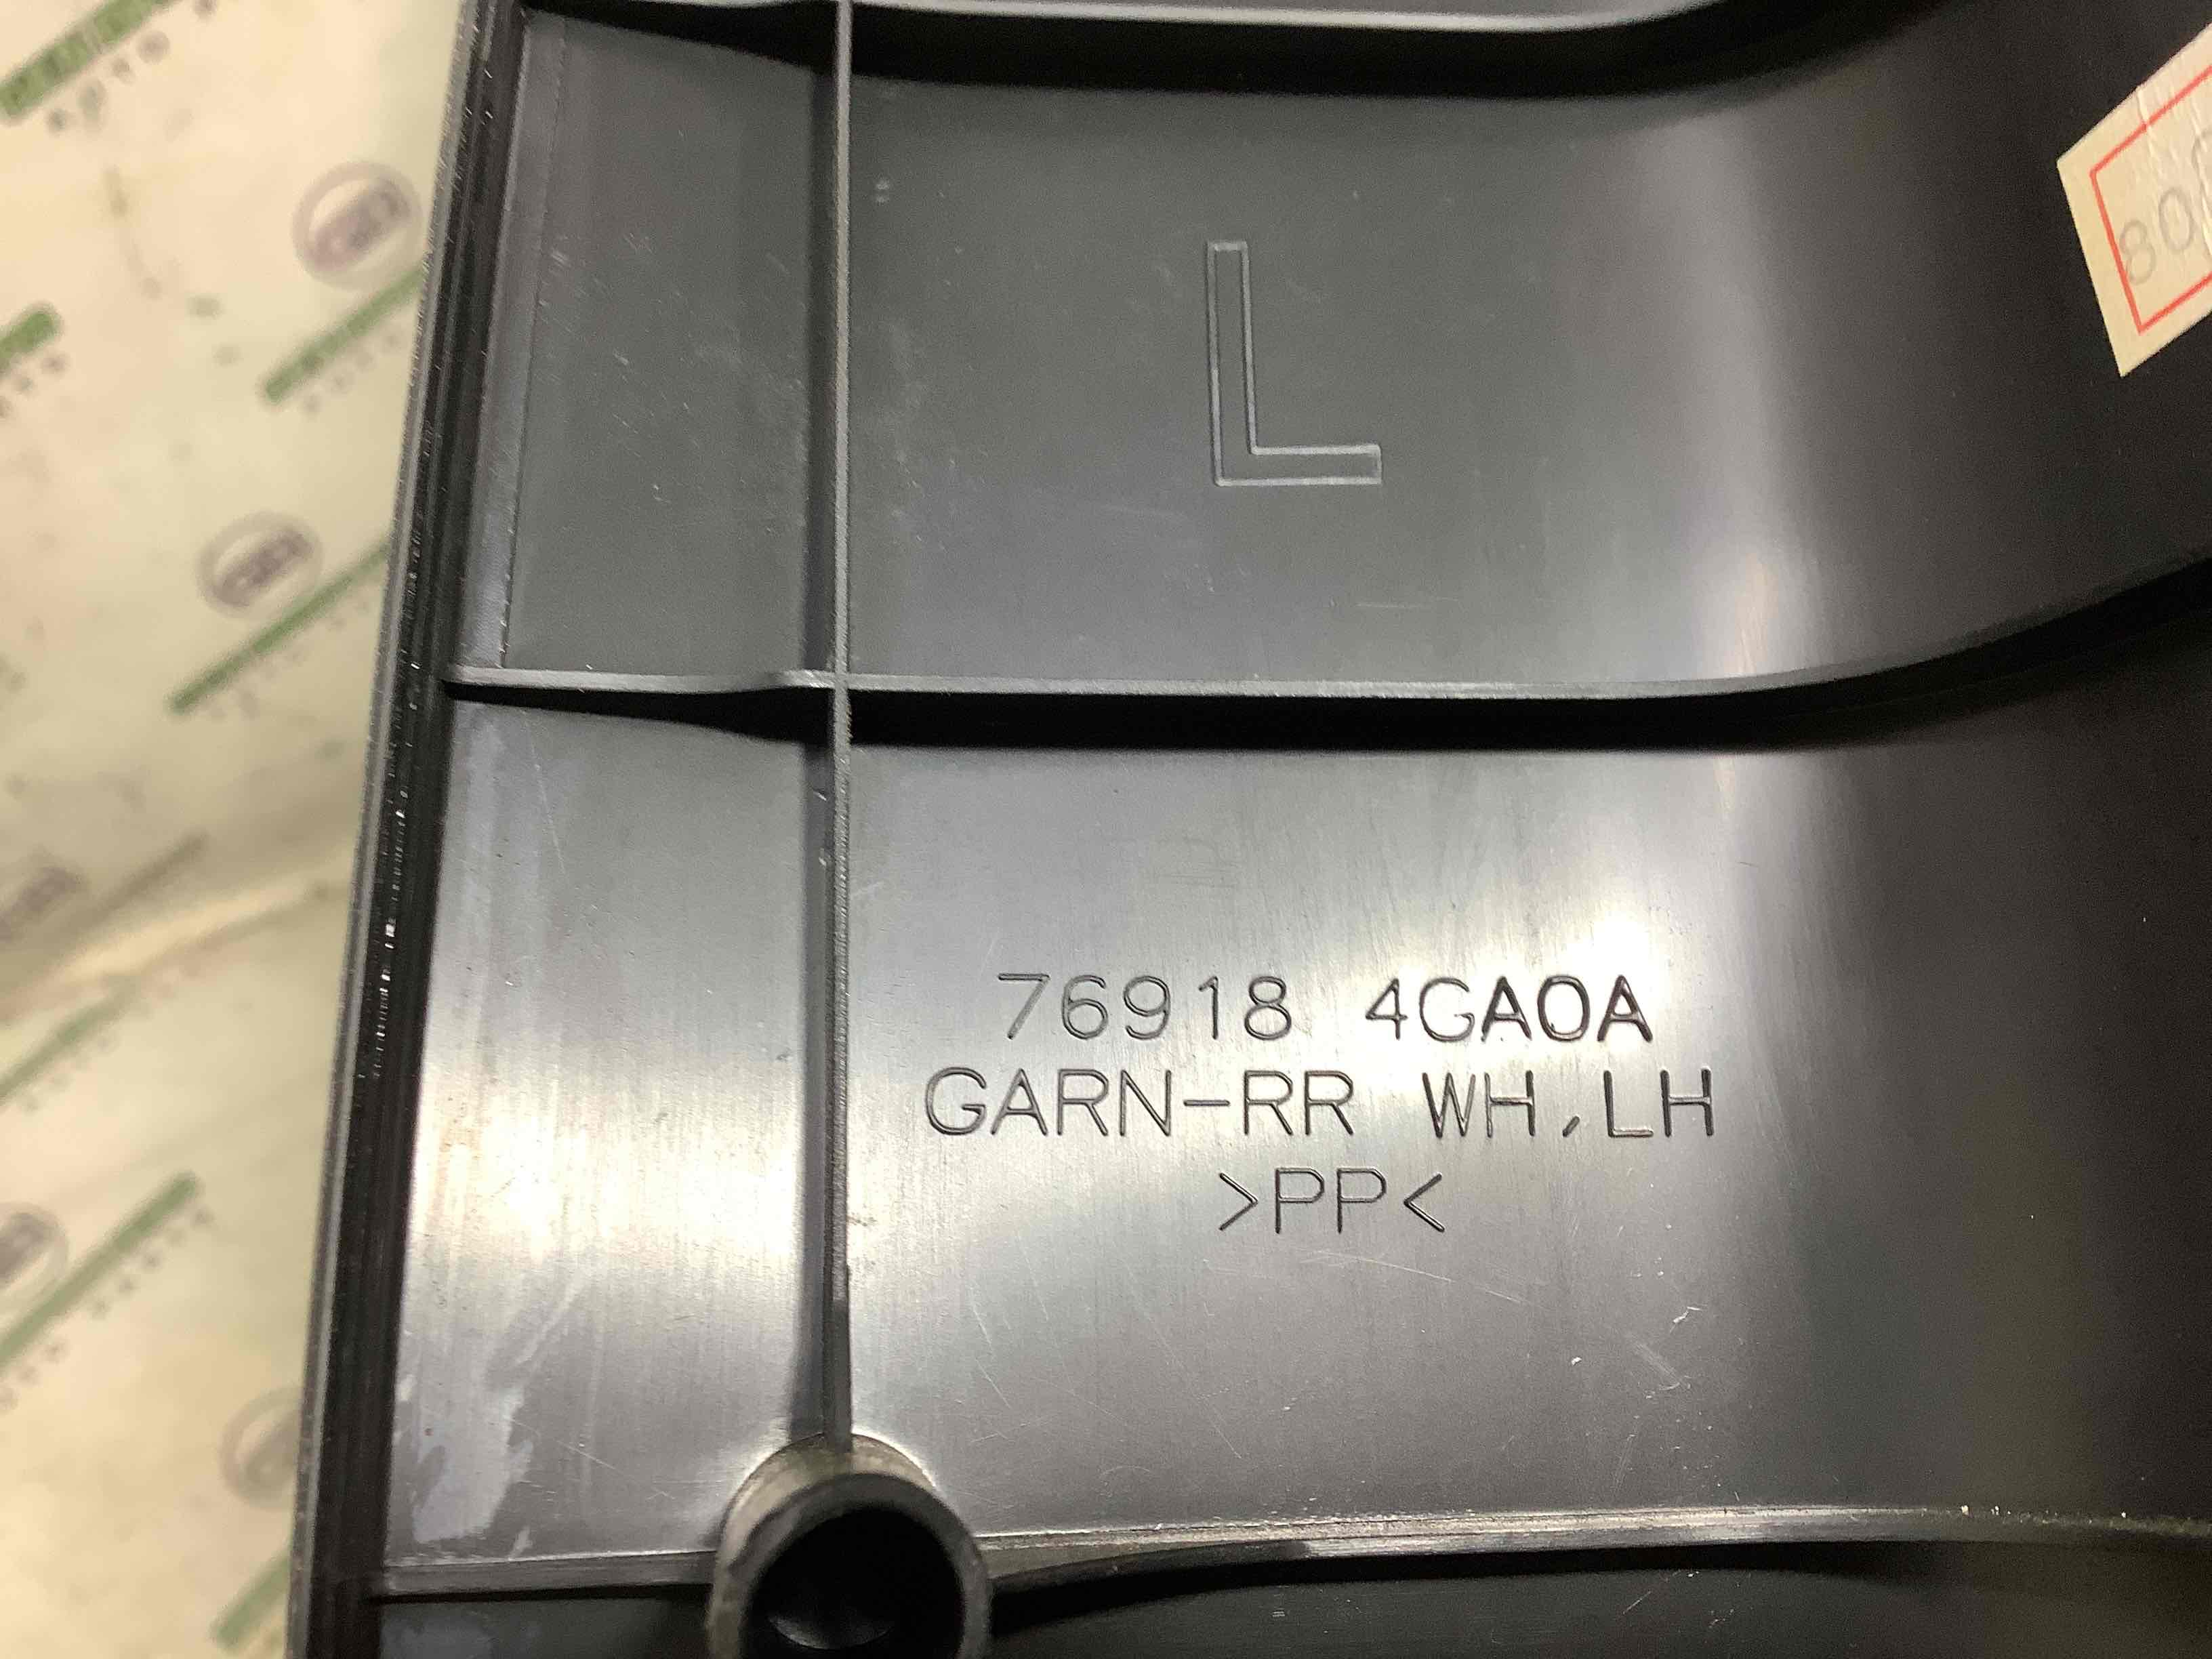 L
76918 4GA0A
GARN-RR WH,LH
>PP<